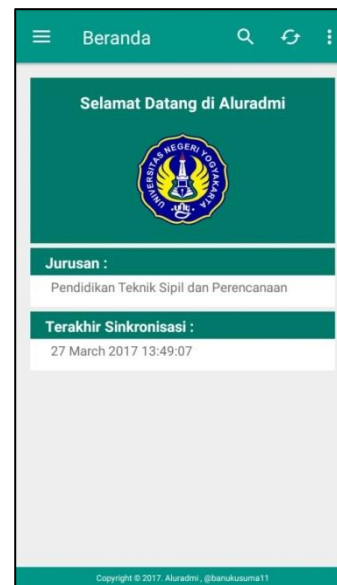 Beranda
Selamat Datang di Aluradmi
UNIVERSITAS NEGERI YOGYAKARTA
Jurusan :
Pendidikan Teknik Sipil dan Perencanaan
Terakhir Sinkronisasi :
27 March 2017 13:49:07
Copyright © 2017. Aluradmi , @banukusuma11